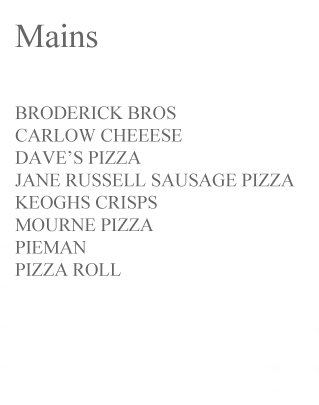 Mains
BRODERICK BROS
CARLOW CHEEESE
DAVE'S PIZZA
JANE RUSSELL SAUSAGE PIZZA
KEOGHS CRISPS
MOURNE PIZZA
PIEMAN
PIZZA ROLL